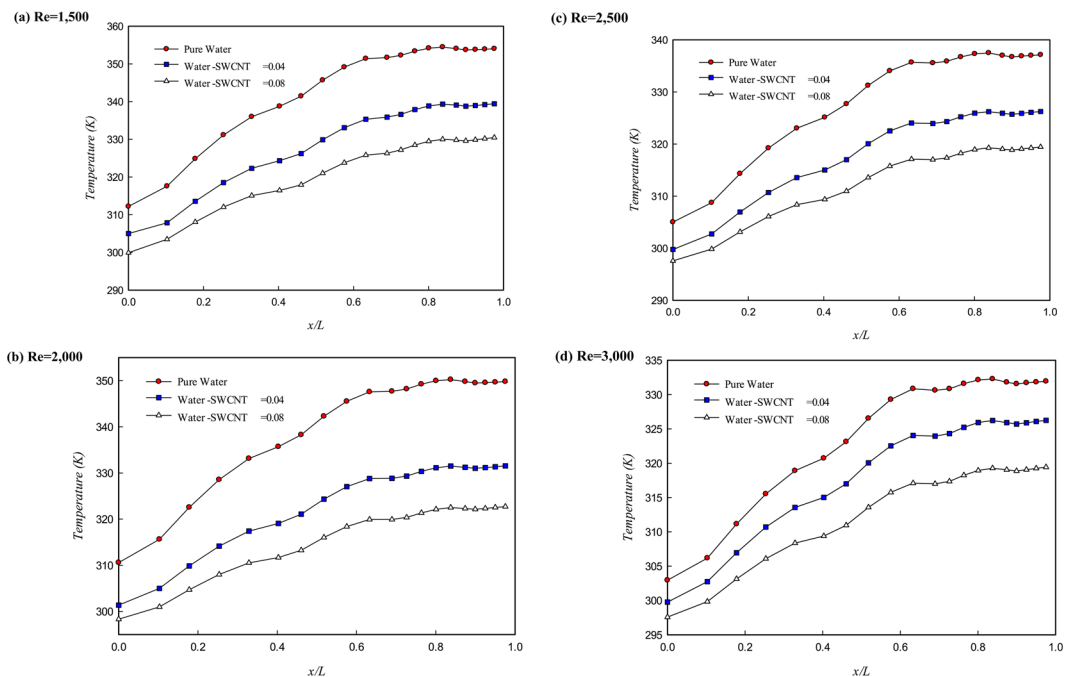 (a) Re=1,500
360
350
340
330
320
310
300
290
Temperature (K)
Pure Water
Water -SWCNT =0.04
Water -SWCNT =0.08
0.0 0.2 0.4 0.6 0.8 1.0
x/L
(c) Re=2,500
340
330
320
310
300
290
Temperature (K)
Pure Water
Water -SWCNT =0.04
Water -SWCNT =0.08
0.0 0.2 0.4 0.6 0.8 1.0
x/L
(b) Re=2,000
350
340
330
320
310
300
Temperature (K)
Pure Water
Water -SWCNT =0.04
Water -SWCNT =0.08
0.0 0.2 0.4 0.6 0.8 1.0
x/L
(d) Re=3,000
335
330
325
320
315
310
305
300
295
Temperature (K)
Pure Water
Water -SWCNT =0.04
Water -SWCNT =0.08
0.0 0.2 0.4 0.6 0.8 1.0
x/L